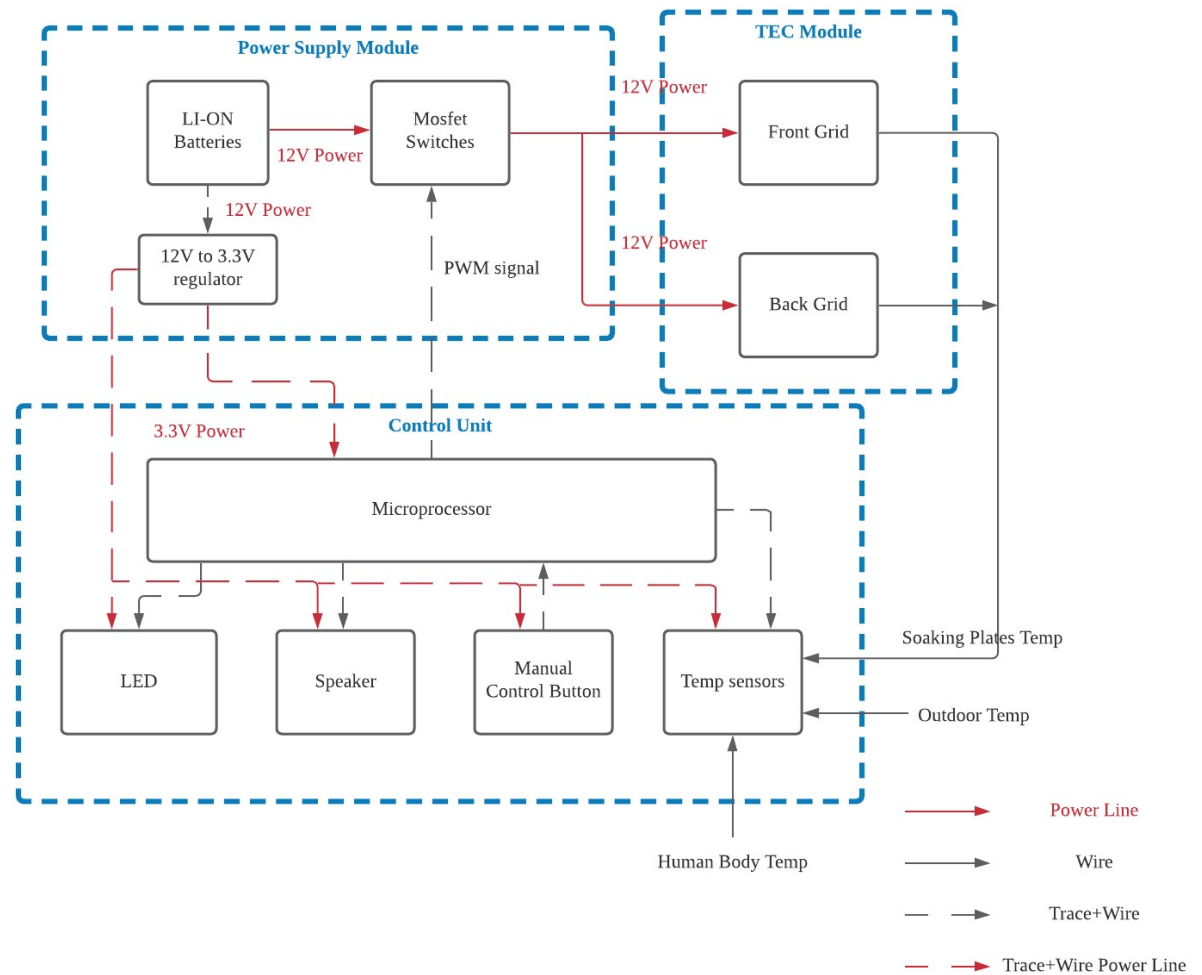 Power Supply Module
TEC Module
LI-ON
Batteries
12V Power
Mosfet
Switches
12V Power
Front Grid
12V Power
12V to 3.3V
regulator
PWM signal
12V Power
Back Grid
3.3V Power
Control Unit
Microprocessor
LED
Speaker
Manual
Control Button
Temp sensors
Soaking Plates Temp
Outdoor Temp
Human Body Temp
Power Line
Wire
Trace+Wire
Trace+Wire Power Line